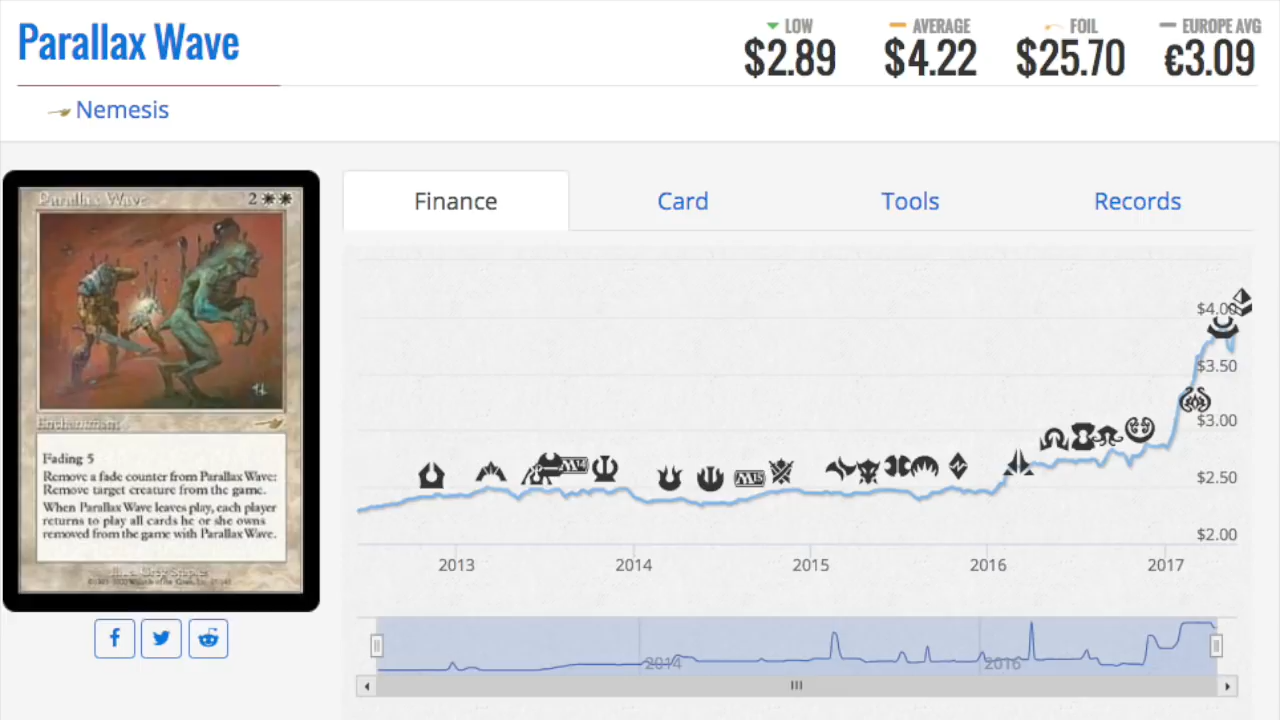 Parallax Wave
LOW
$2.89
AVERAGE
$4.22
FOIL
$25.70
EUROPE AVG
€3.09
Nemesis
Parallax Wave 2
Enchantment
Fading 5
Remove a fade counter from Parallax Wave:
Remove target creature from the game.
When Parallax Wave leaves play, each player
returns to play all cards he or she owns
removed from the game with Parallax Wave.
Finance
Card
Tools
Records
$4.00
$3.50
$3.00
$2.50
$2.00
M14
M15
2013
2014
2015
2016
2017
2014
2016